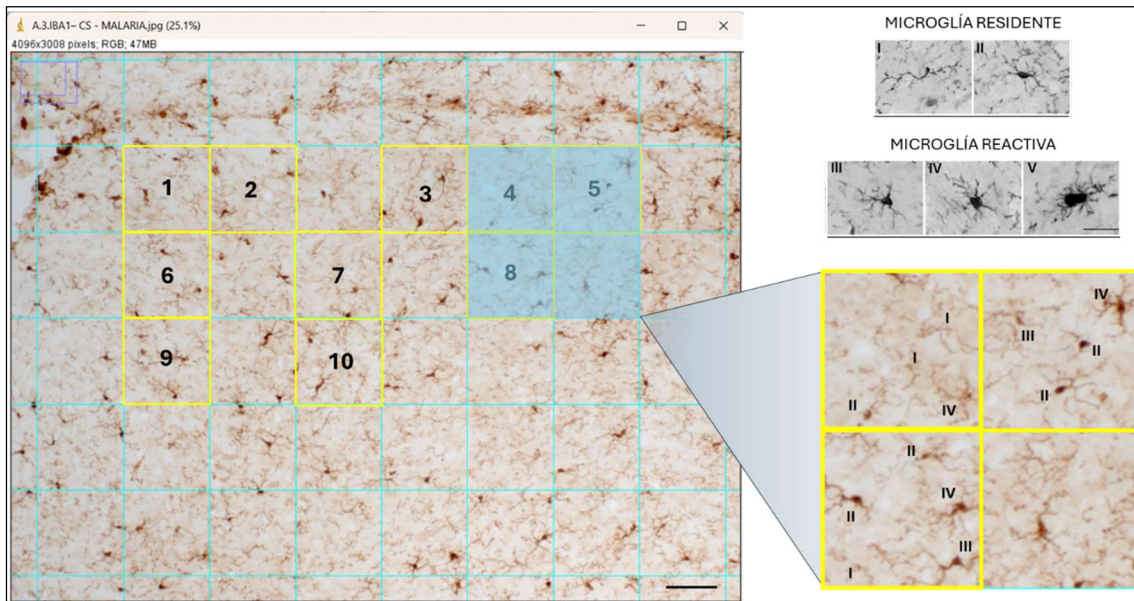 A.3.IBA1– CS - MALARIA.jpg (25.1%)
4096x3008 pixels; RGB; 47MB
1
2
3
4
5
6
7
8
9
10
MICROGLÍA RESIDENTE
I
II
MICROGLÍA REACTIVA
III
IV
V
I
I
II
IV
IV
III
II
II
II
IV
II
III
I